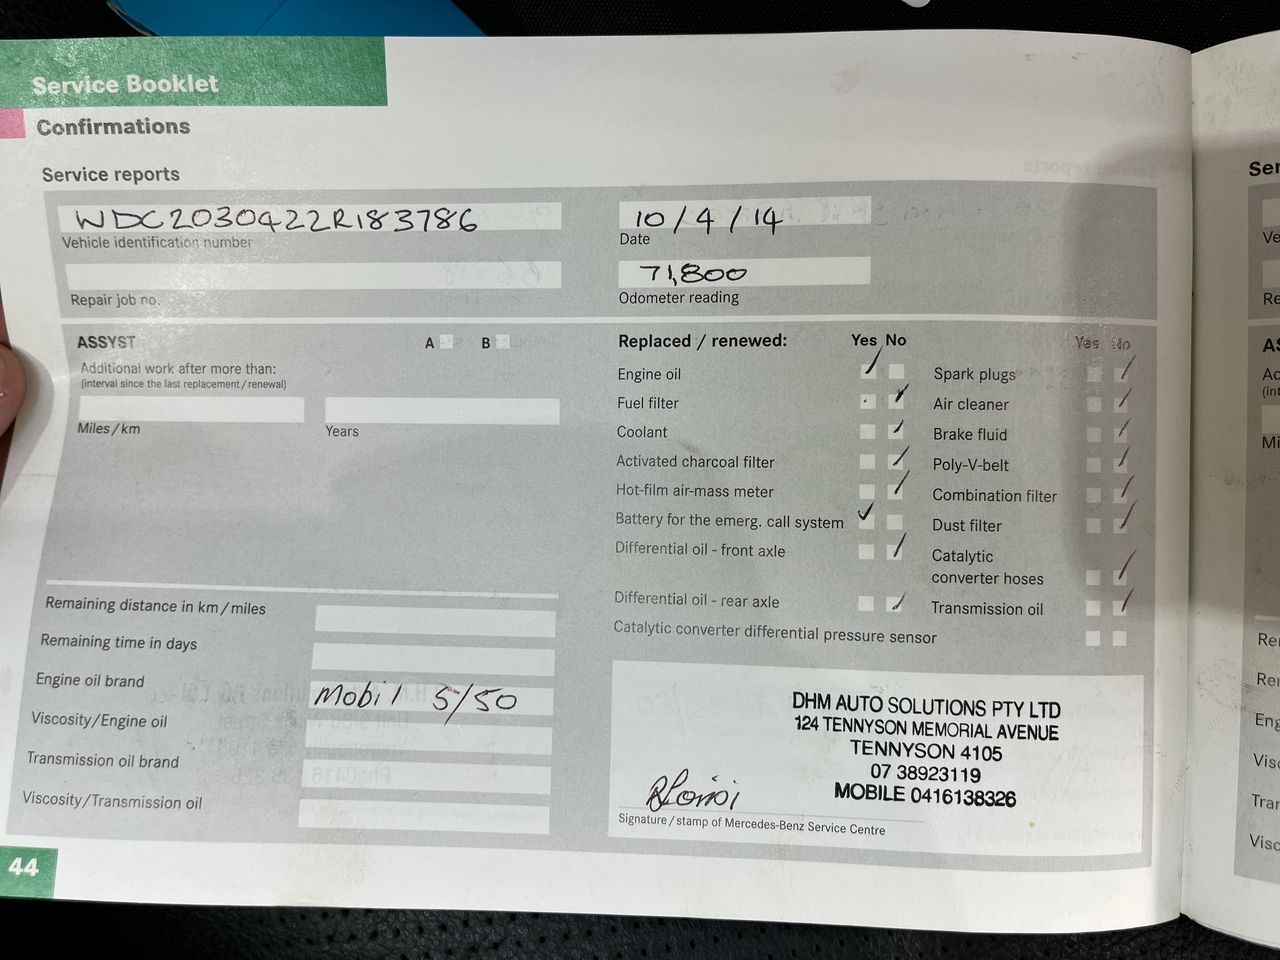 Service Booklet
Confirmations
Service reports
WDC2030422R183786
Vehicle identification number
10/4/14
Date
Repair job no.
71,800
Odometer reading
ASSYST A B
Additional work after more than:
(interval since the last replacement/renewal)
Miles/km
Years
Remaining distance in km/miles
Remaining time in days
Engine oil brand
Mobil 5/50
Viscosity/Engine oil
Transmission oil brand
Viscosity/Transmission oil
Replaced / renewed: Yes No
Engine oil
Fuel filter
Coolant
Activated charcoal filter
Hot-film air-mass meter
Battery for the emerg. call system
Differential oil - front axle
Differential oil - rear axle
Catalytic converter differential pressure sensor
Yes No
Spark plugs
Air cleaner
Brake fluid
Poly-V-belt
Combination filter
Dust filter
Catalytic
converter hoses
Transmission oil
DHM AUTO SOLUTIONS PTY LTD
124 TENNYSON MEMORIAL AVENUE
TENNYSON 4105
07 38923119
MOBILE 0416138326
Signature/stamp of Mercedes-Benz Service Centre
44